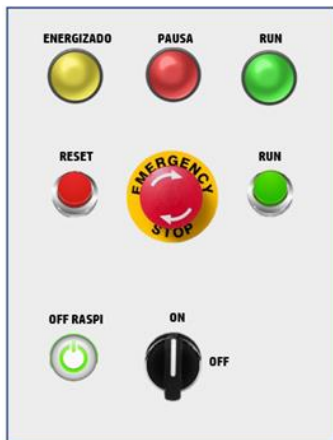 ENERGIZADO PAUSA RUN
RESET RUN
EMERGENCY
STOP
OFF RASPI ON
OFF